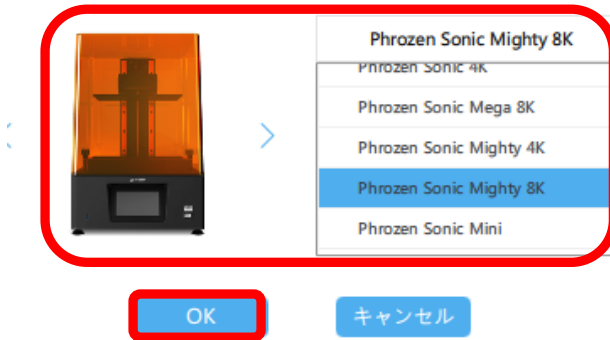 Phrozen Sonic Mighty 8K
Phrozen Sonic 4K
Phrozen Sonic Mega 8K
Phrozen Sonic Mighty 4K
Phrozen Sonic Mighty 8K
Phrozen Sonic Mini
OK
キャンセル